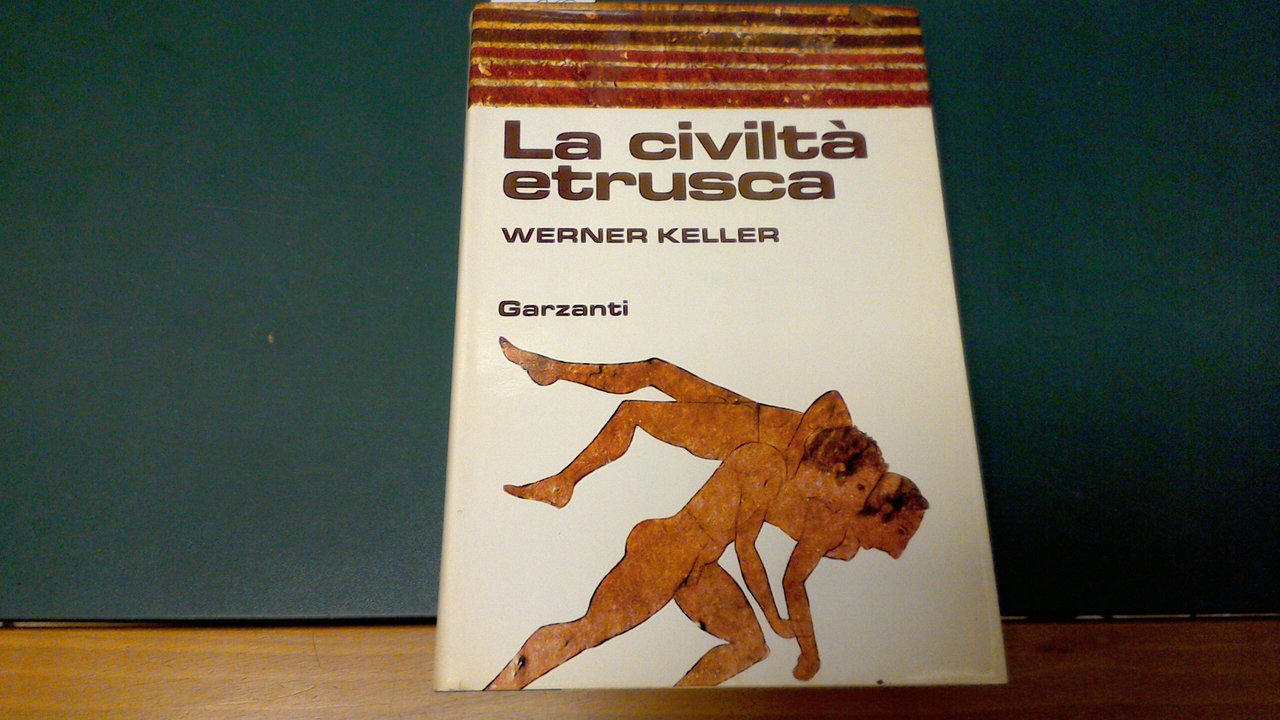 La civiltà
etrusca
WERNER KELLER
Garzanti